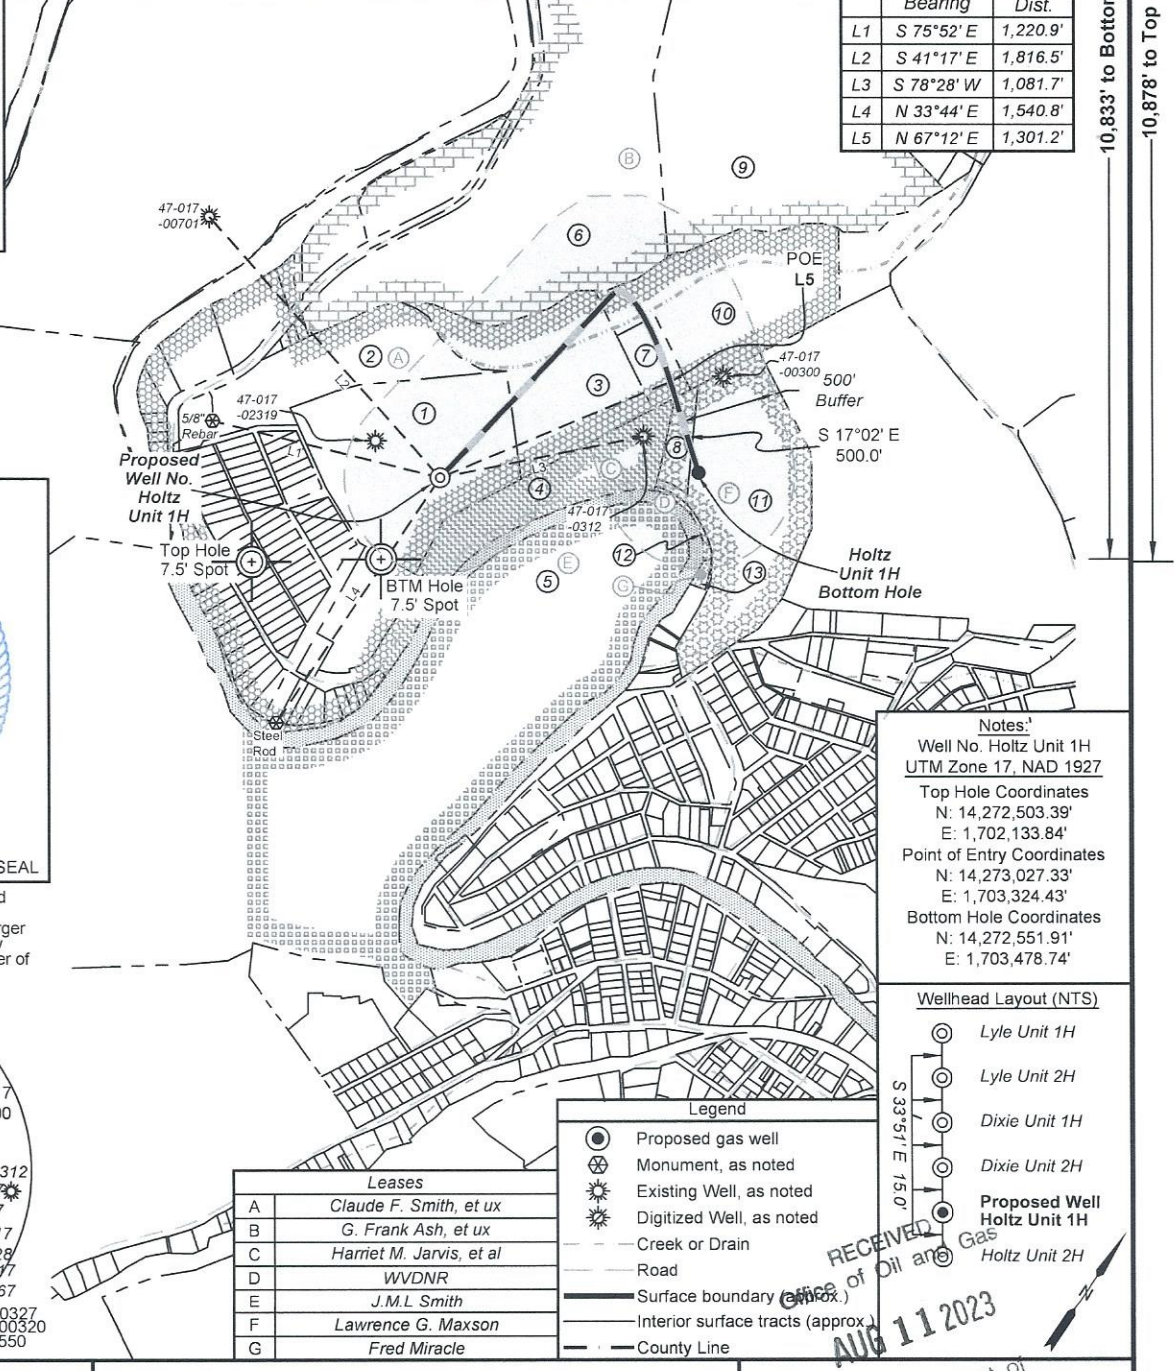 Bearing Dist.
L1 S 75°52' E 1,220.9'
L2 S 41°17' E 1,816.5'
L3 S 78°28' W 1,081.7'
L4 N 33°44' E 1,540.8'
L5 N 67°12' E 1,301.2'
10,833' to Bottom
10,878' to Top
B
9
47-017
-00701
6
POE
L5
10
2
A
7
47-017
-00300
L2
3
500'
Buffer
47-017
-02319
1
5/8"
Rebar
S 17°02' E
500.0'
8
L1
Proposed
Well No.
Holtz
Unit 1H
L3
C
4
F
11
D
47-017
-0312
Top Hole
7.5' Spot
12
E
5
13
Holtz
Unit 1H
Bottom Hole
BTM Hole
7.5' Spot
G
L4
Steel
Rod
Notes:
Well No. Holtz Unit 1H
UTM Zone 17, NAD 1927
Top Hole Coordinates
N: 14,272,503.39'
E: 1,702,133.84'
Point of Entry Coordinates
N: 14,273,027.33'
E: 1,703,324.43'
Bottom Hole Coordinates
N: 14,272,551.91'
E: 1,703,478.74'
SEAL
er of
Wellhead Layout (NTS)
Lyle Unit 1H
Lyle Unit 2H
Dixie Unit 1H
Dixie Unit 2H
Proposed Well
Holtz Unit 1H
Holtz Unit 2H
S 33°51' E 15.0'
Legend
Proposed gas well
Monument, as noted
Existing Well, as noted
Digitized Well, as noted
Creek or Drain
Road
Surface boundary (approx.)
Interior surface tracts (approx.)
County Line
Leases
A Claude F. Smith, et ux
B G. Frank Ash, et ux
C Harriet M. Jarvis, et al
D WVDNR
E J.M.L Smith
F Lawrence G. Maxson
G Fred Miracle
312
0327
00320
550
RECEIVED
Office of Oil and Gas
AUG 11 2023
N